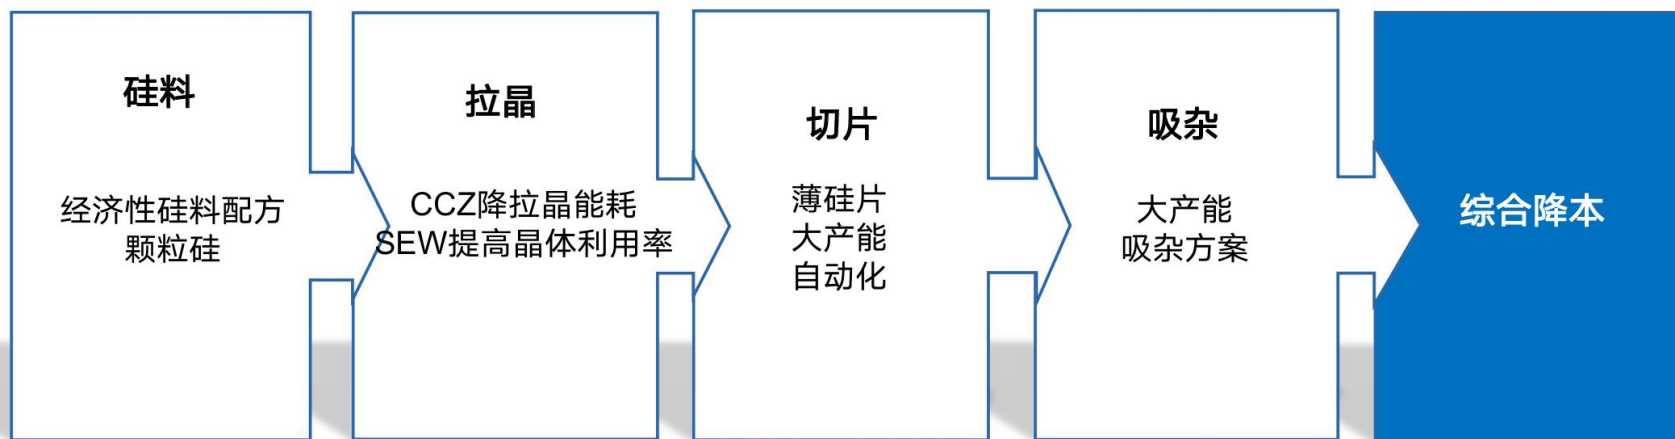 硅料
经济性硅料配方
颗粒硅
拉晶
CCZ降拉晶能耗
SEW提高晶体利用率
切片
薄硅片
大产能
自动化
吸杂
大产能
吸杂方案
综合降本